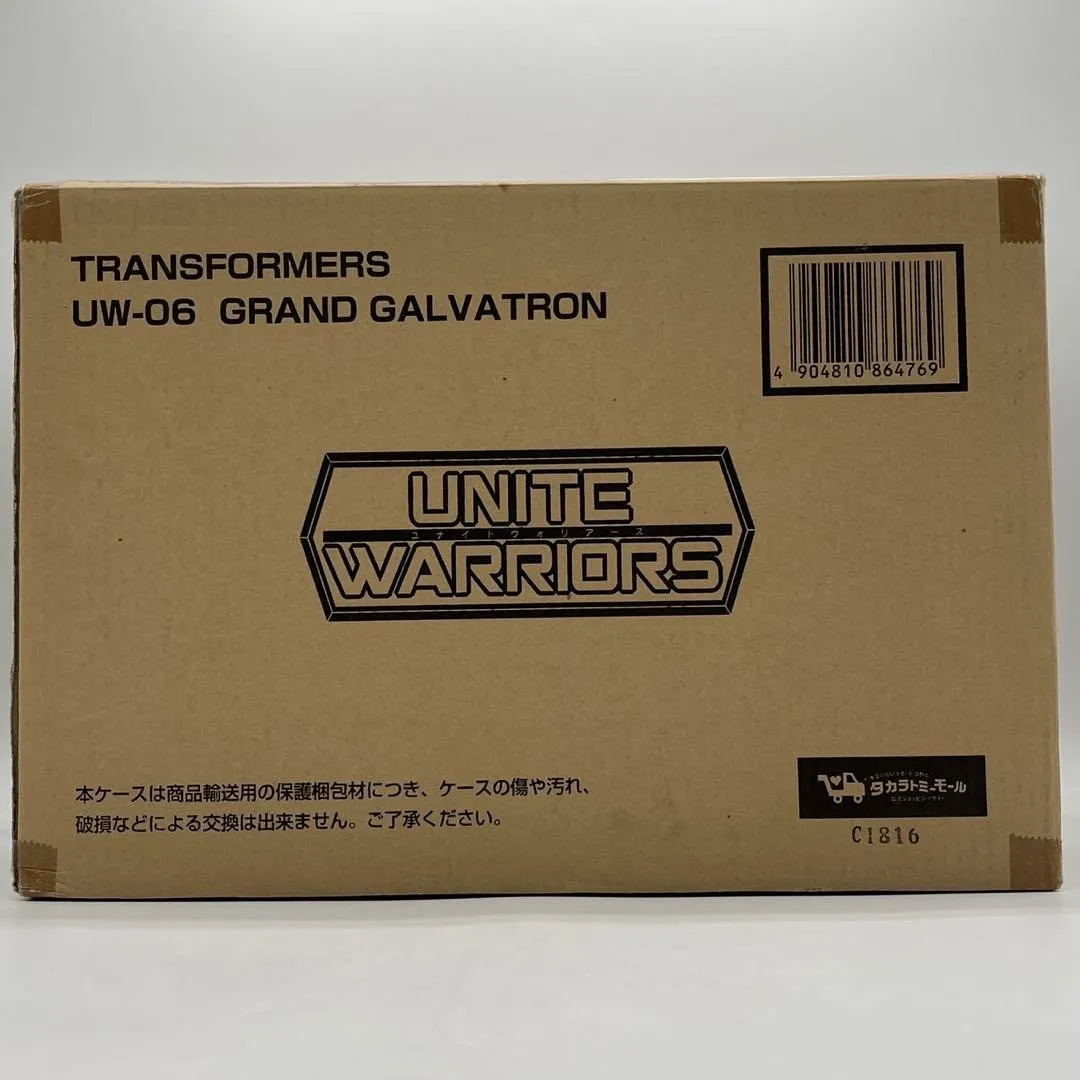 TRANSFORMERS
UW-06 GRAND GALVATRON
4 904810 864769
UNITE
ユナイトウォリアーズ
WARRIORS
本ケースは商品輸送用の保護梱包材につき、ケースの傷や汚れ、
破損などによる交換は出来ません。ご了承ください。
タカラトミーモール
C1816